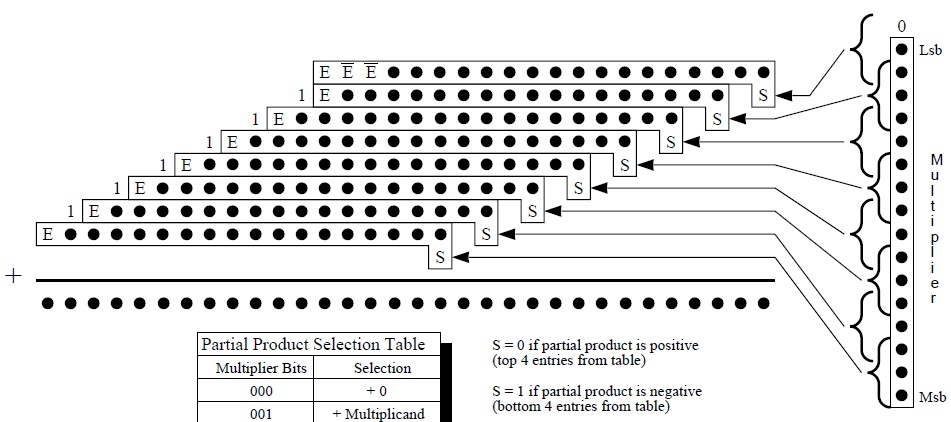 0
Lsb
E E E
1 E S
1 E S
1 E S
1 E S
1 E S
1 E S
E S
S
+
Multiplier
Msb
Partial Product Selection Table
Multiplier Bits Selection
000 + 0
001 + Multiplicand
S = 0 if partial product is positive
(top 4 entries from table)
S = 1 if partial product is negative
(bottom 4 entries from table)